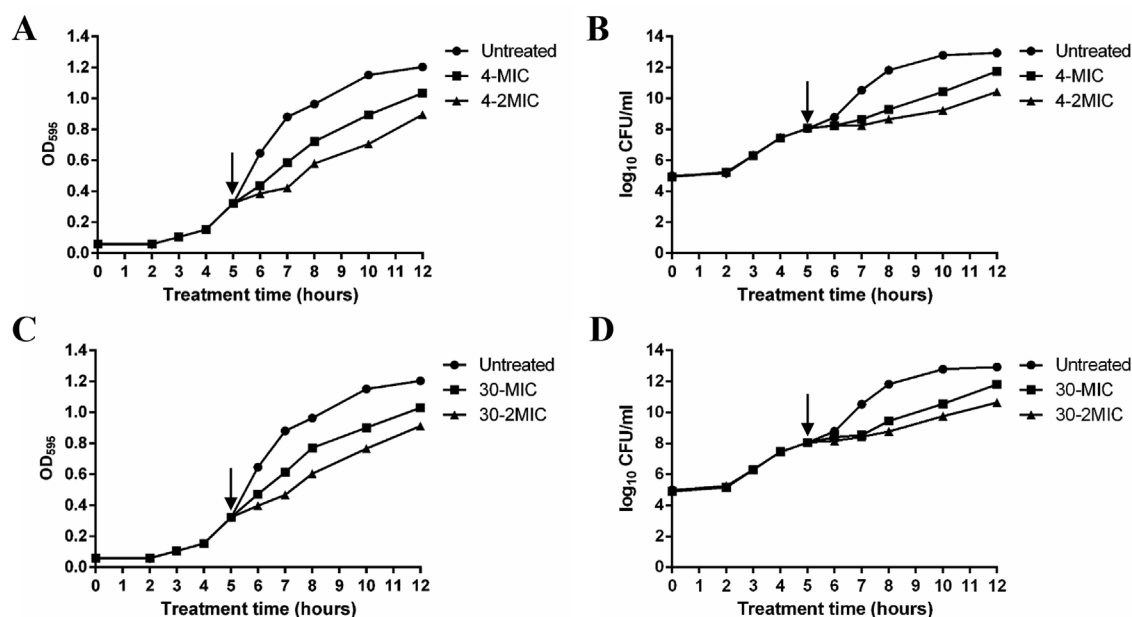 A
OD595
1.4
1.2
1.0
0.8
0.6
0.4
0.2
0.0
0 1 2 3 4 5 6 7 8 9 10 11 12
Treatment time (hours)
Untreated
4-MIC
4-2MIC
B
log10 CFU/ml
14
12
10
8
6
4
2
0
0 1 2 3 4 5 6 7 8 9 10 11 12
Treatment time (hours)
Untreated
4-MIC
4-2MIC
C
OD595
1.4
1.2
1.0
0.8
0.6
0.4
0.2
0.0
0 1 2 3 4 5 6 7 8 9 10 11 12
Treatment time (hours)
Untreated
30-MIC
30-2MIC
D
log10 CFU/ml
14
12
10
8
6
4
2
0
0 1 2 3 4 5 6 7 8 9 10 11 12
Treatment time (hours)
Untreated
30-MIC
30-2MIC